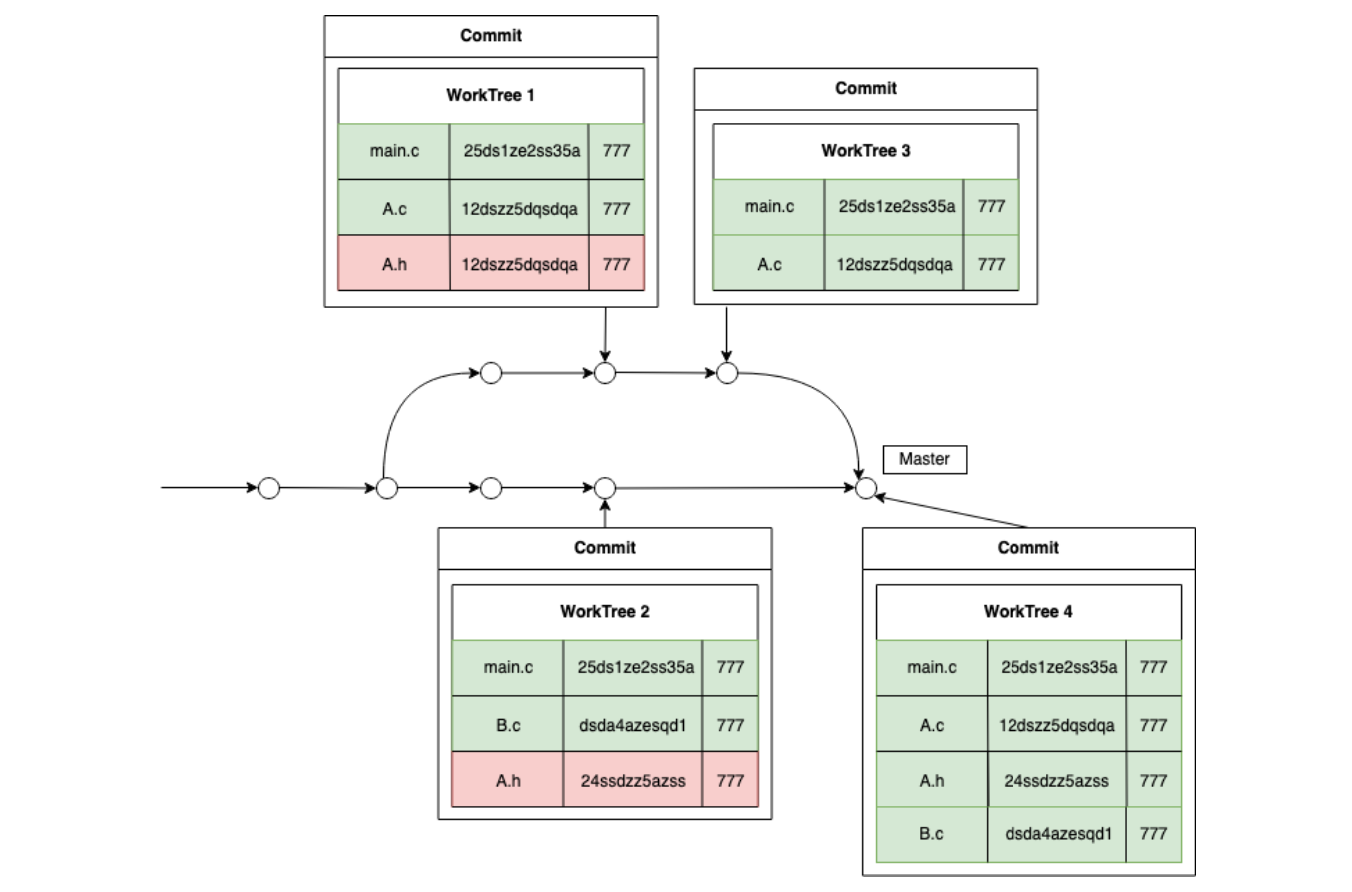 Commit
WorkTree 1
main.c 25ds1ze2ss35a 777
A.c 12dszz5dqsdqa 777
A.h 12dszz5dqsdqa 777
Commit
WorkTree 3
main.c 25ds1ze2ss35a 777
A.c 12dszz5dqsdqa 777
Master
Commit
WorkTree 2
main.c 25ds1ze2ss35a 777
B.c dsda4azesqd1 777
A.h 24ssdzz5azss 777
Commit
WorkTree 4
main.c 25ds1ze2ss35a 777
A.c 12dszz5dqsdqa 777
A.h 24ssdzz5azss 777
B.c dsda4azesqd1 777